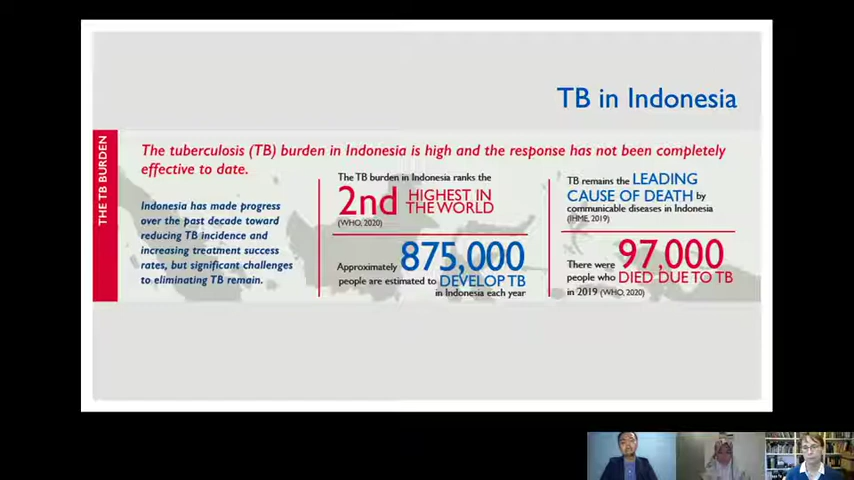 TB in Indonesia
THE TB BURDEN
The tuberculosis (TB) burden in Indonesia is high and the response has not been completely
effective to date.
Indonesia has made progress
over the past decade toward
reducing TB incidence and
increasing treatment success
rates, but significant challenges
to eliminating TB remain.
The TB burden in Indonesia ranks the
2nd HIGHEST IN
THE WORLD
(WHO, 2020)
Approximately 875,000
people are estimated to DEVELOP TB
in Indonesia each year
TB remains the LEADING
CAUSE OF DEATH by
communicable diseases in Indonesia
(IHME, 2019)
There were 97,000
people who DIED DUE TO TB
in 2019 (WHO, 2020)